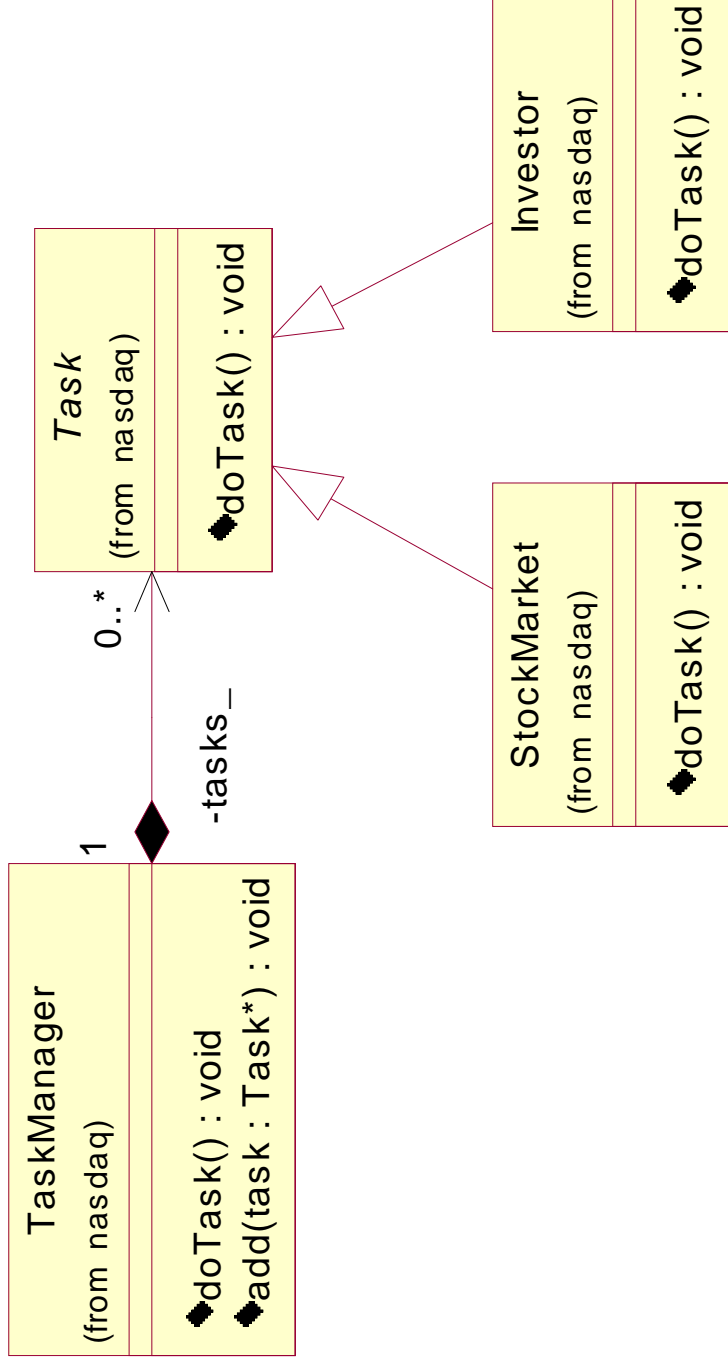 TaskManager
(from nasdaq)
doTask() : void
add(task : Task*) : void
1
-tasks_
0..*
Task
(from nasdaq)
doTask() : void
StockMarket
(from nasdaq)
doTask() : void
Investor
(from nasdaq)
doTask() : void